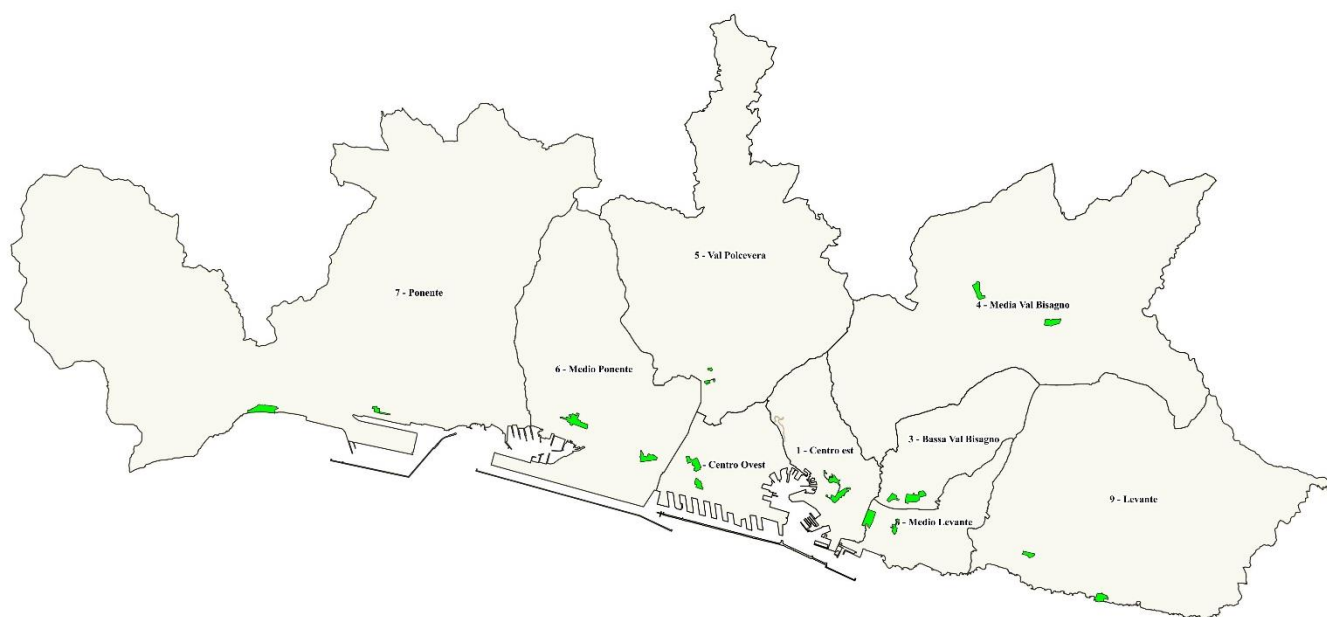 5 - Val Polcevera
7 - Ponente
4 - Media Val Bisagno
6 - Medio Ponente
3 - Bassa Val Bisagno
1 - Centro est
- Centro Ovest
9 - Levante
8 - Medio Levante